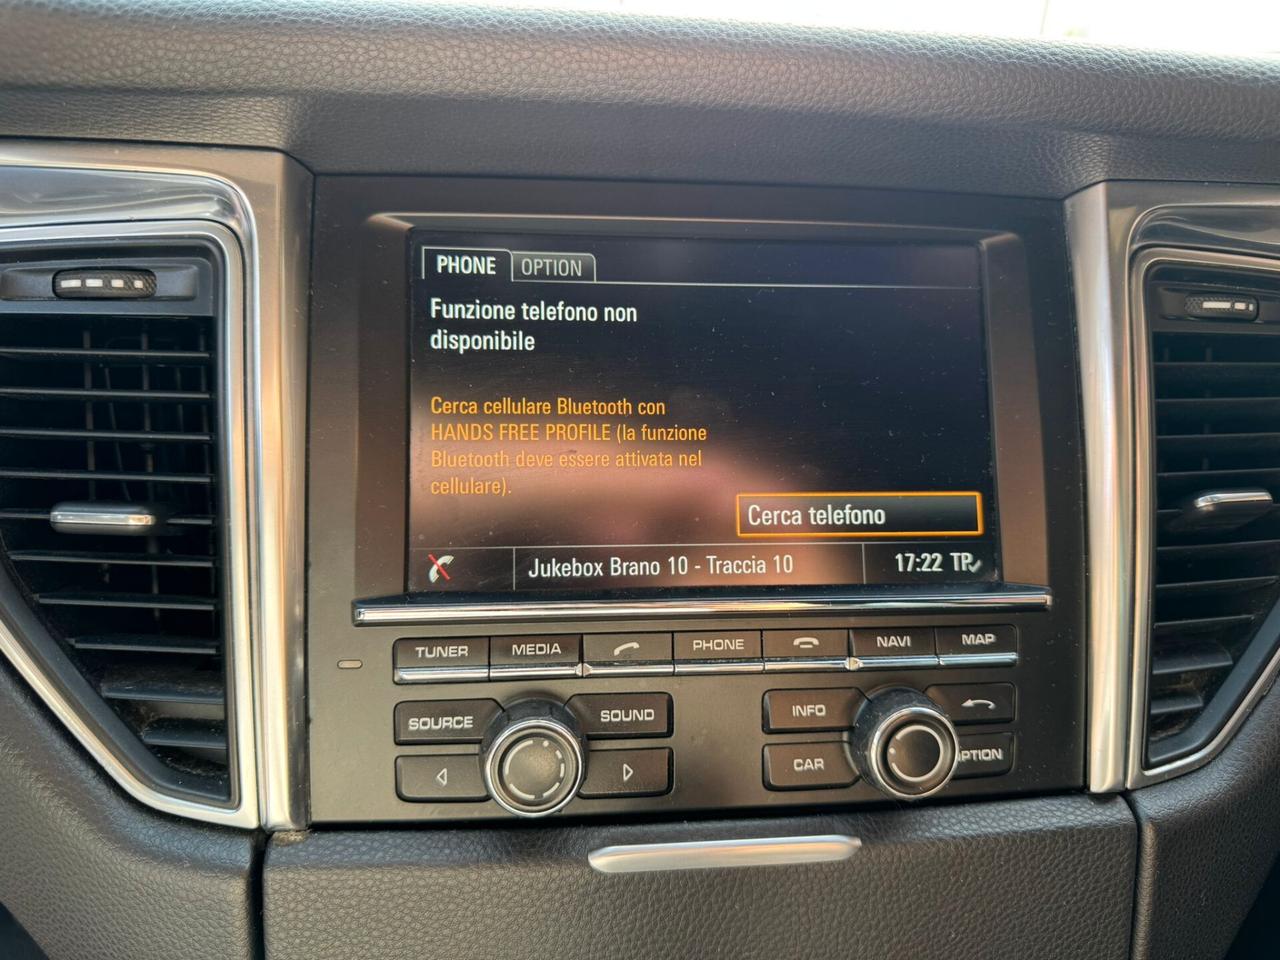 PHONE OPTION
Funzione telefono non
disponibile
Cerca cellulare Bluetooth con
HANDS FREE PROFILE (la funzione
Bluetooth deve essere attivata nel
cellulare).
Cerca telefono
Jukebox Brano 10 - Traccia 10 17:22 TP
TUNER MEDIA PHONE NAVI MAP
SOURCE SOUND INFO
CAR OPTION